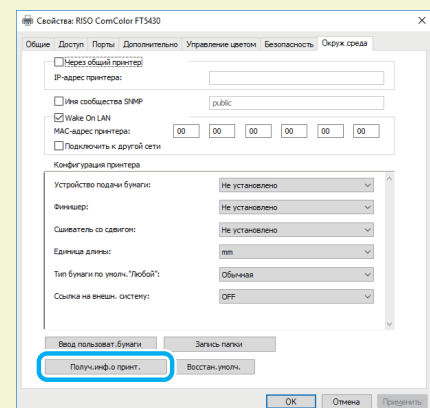 Свойства: RISO ComColor FT5430
Общие Доступ Порты Дополнительно Управление цветом Безопасность Окруж.среда
Через общий принтер
IP-адрес принтера:
Имя сообщества SNMP public
Wake On LAN
MAC-адрес принтера: 00 00 00 00 00 00
Подключить к другой сети
Конфигурация принтера
Устройство подачи бумаги: Не установлено
Финишер: Не установлено
Сшиватель со сдвигом: Не установлено
Единица длины: mm
Тип бумаги по умолч."Любой": Обычная
Ссылка на внешн. систему: OFF
Ввод пользоват.бумаги Запись папки
Получ.инф.о принт. Восстан.умолч.
OK Отмена Применить